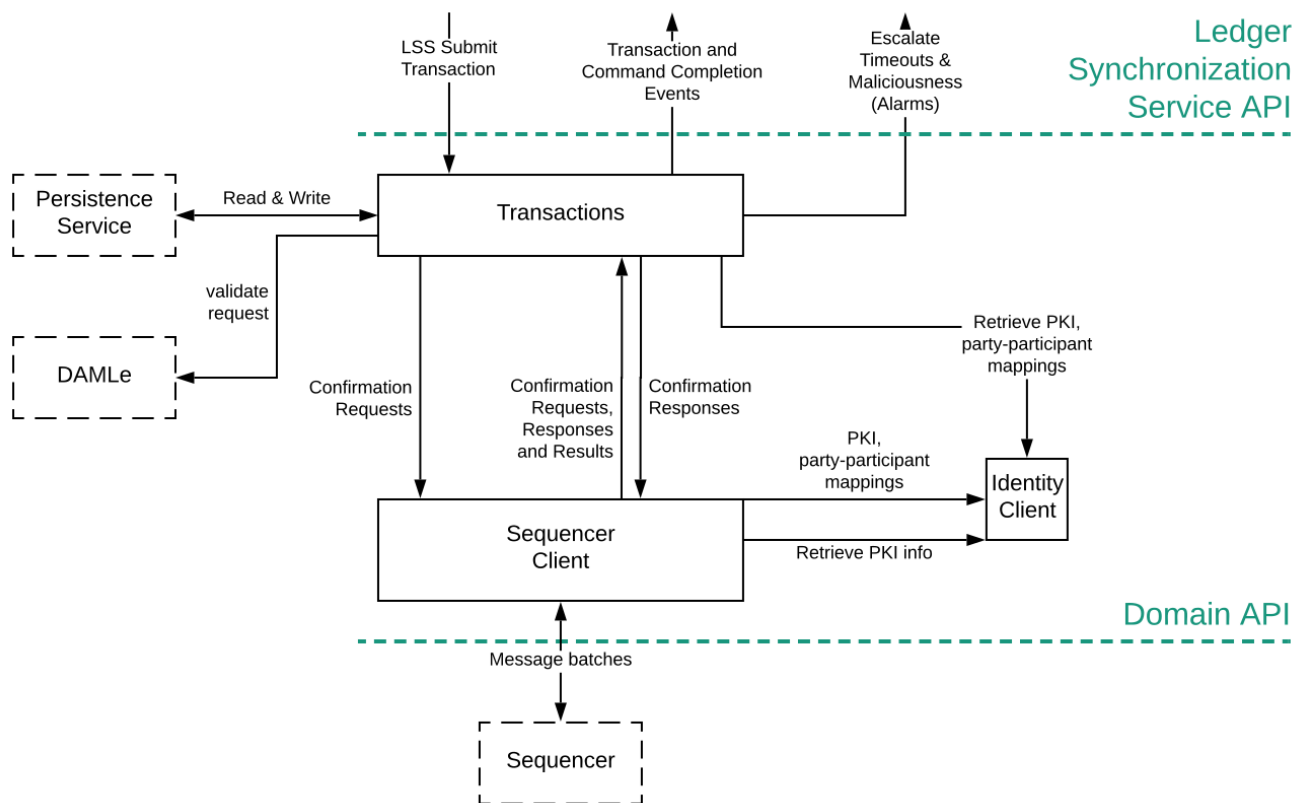 LSS Submit
Transaction
Transaction and
Command Completion
Events
Escalate
Timeouts &
Maliciousness
(Alarms)
Ledger
Synchronization
Service API
Persistence
Service
Read & Write
Transactions
validate
request
DAMLe
Confirmation
Requests
Confirmation
Requests,
Responses
and Results
Confirmation
Responses
Retrieve PKI,
party-participant
mappings
PKI,
party-participant
mappings
Identity
Client
Sequencer
Client
Retrieve PKI info
Domain API
Message batches
Sequencer